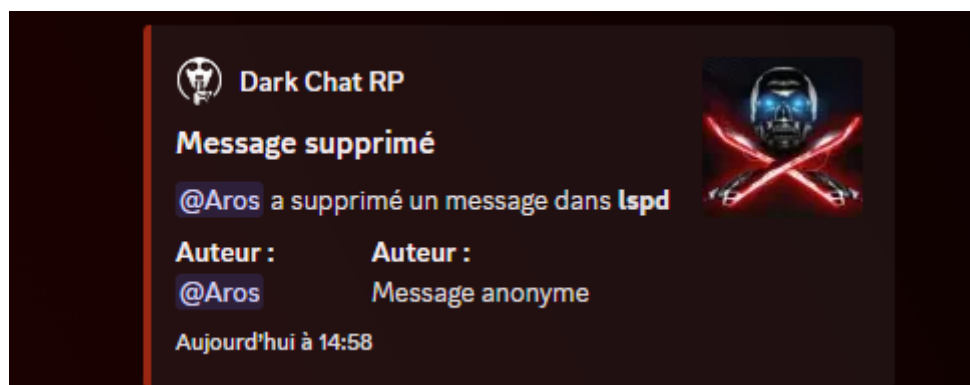 Dark Chat RP
Message supprimé
@Aros a supprimé un message dans lspd
Auteur : Auteur :
@Aros Message anonyme
Aujourd'hui à 14:58